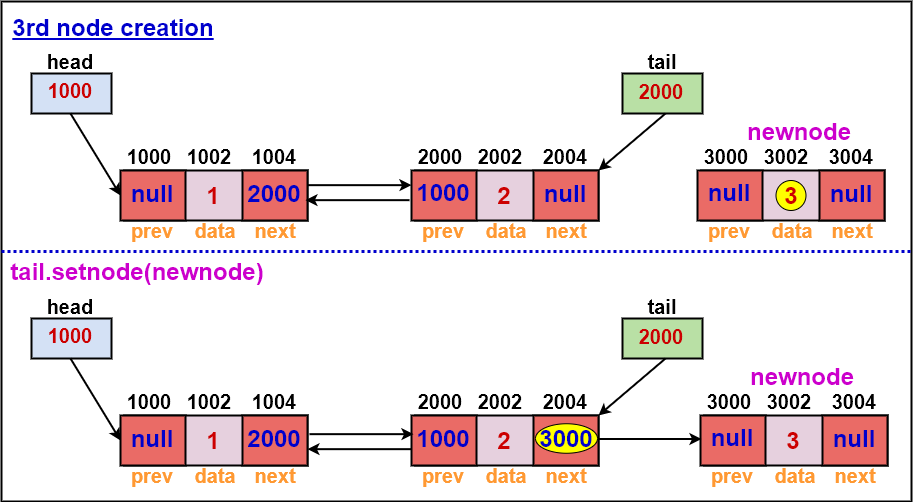 3rd node creation
head
tail
1000
2000
newnode
1000 1002 1004
2000 2002 2004
3000 3002 3004
null 1 2000
1000 2 null
null 3 null
prev data next
prev data next
prev data next
tail.setnode(newnode)
head
tail
1000
2000
newnode
1000 1002 1004
2000 2002 2004
3000 3002 3004
null 1 2000
1000 2 3000
null 3 null
prev data next
prev data next
prev data next